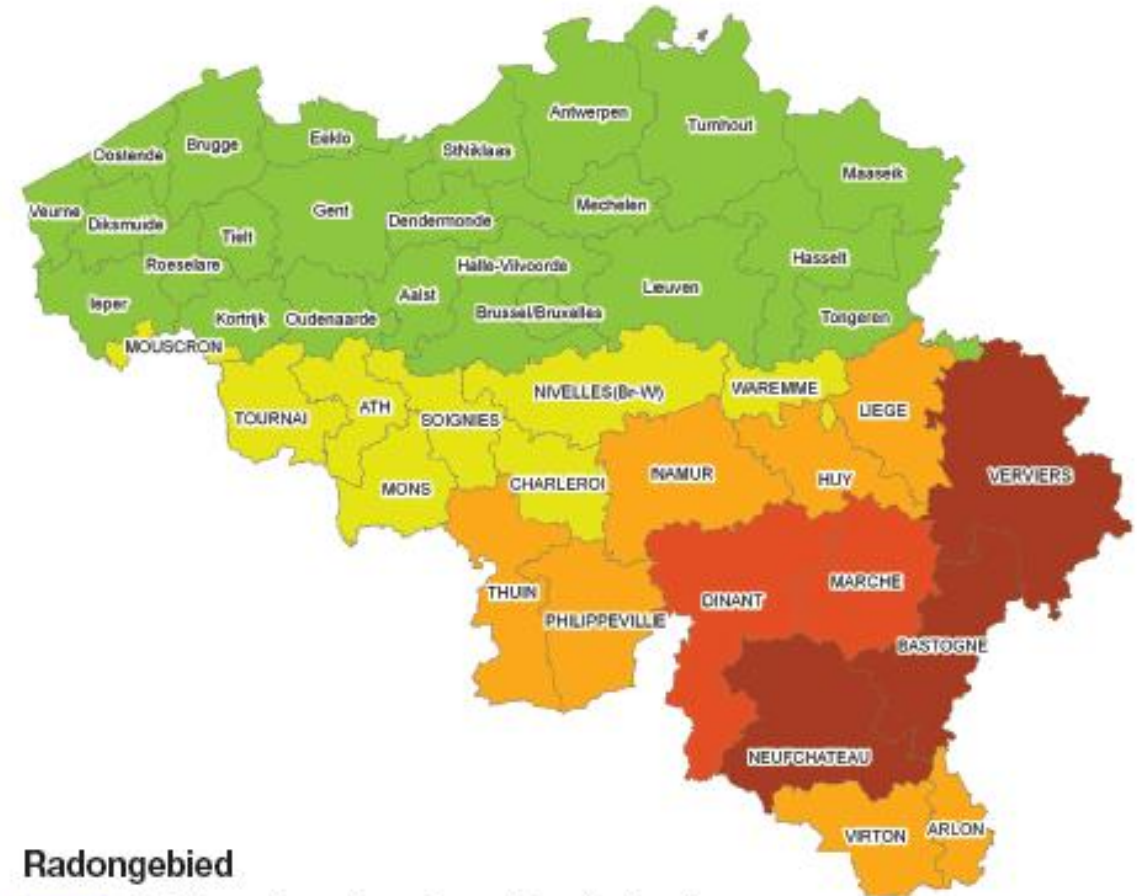 Antwerpen
Turnhout
Eeklo
Brugge
StNiklaas
Oostende
Maaseik
Mechelen
Veurne
Gent
Dendermonde
Diksmuide
Tielt
Hasselt
Roeselare
Halle-Vilvoorde
Leuven
Aalst
Ieper
Brussel/Bruxelles
Tongeren
Kortrijk
Oudenaarde
MOUSCRON
NIVELLES(Br-W)
WAREMME
ATH
LIEGE
TOURNAI
SOIGNIES
NAMUR
VERVIERS
HUY
CHARLEROI
MONS
MARCHE
THUIN
DINANT
PHILIPPEVILLIE
BASTOGNE
NEUFCHATEAU
ARLON
VIRTON
Radongebied